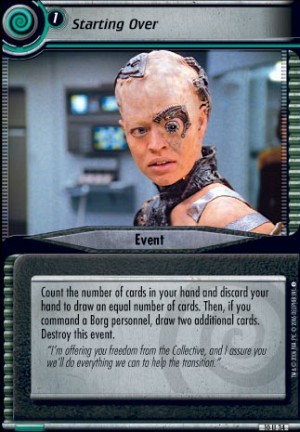 1
Starting Over
Event
Count the number of cards in your hand and discard your
hand to draw an equal number of cards. Then, if you
command a Borg personnel, draw two additional cards.
Destroy this event.
"I'm offering you freedom from the Collective, and I assure you
we'll do everything we can to help the transition."
10 U 34